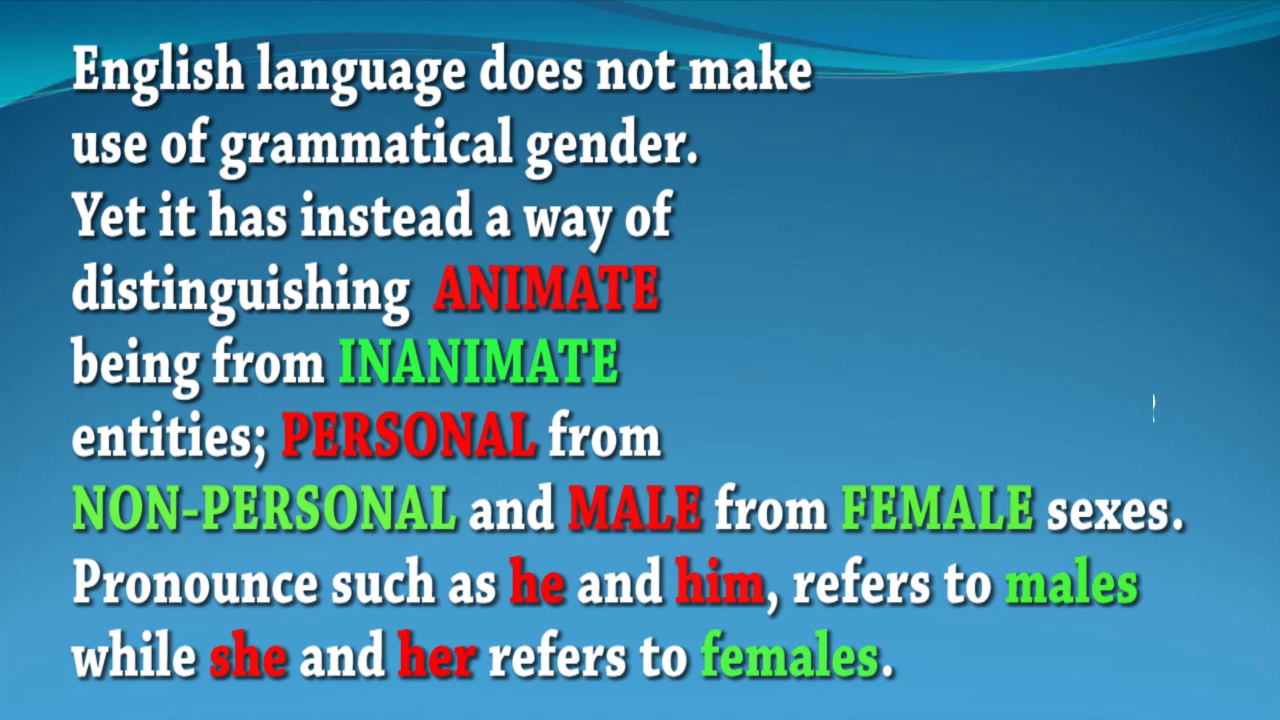 English language does not make
use of grammatical gender.
Yet it has instead a way of
distinguishing ANIMATE
being from INANIMATE
entities; PERSONAL from
NON-PERSONAL and MALE from FEMALE sexes.
Pronounce such as he and him, refers to males
while she and her refers to females.